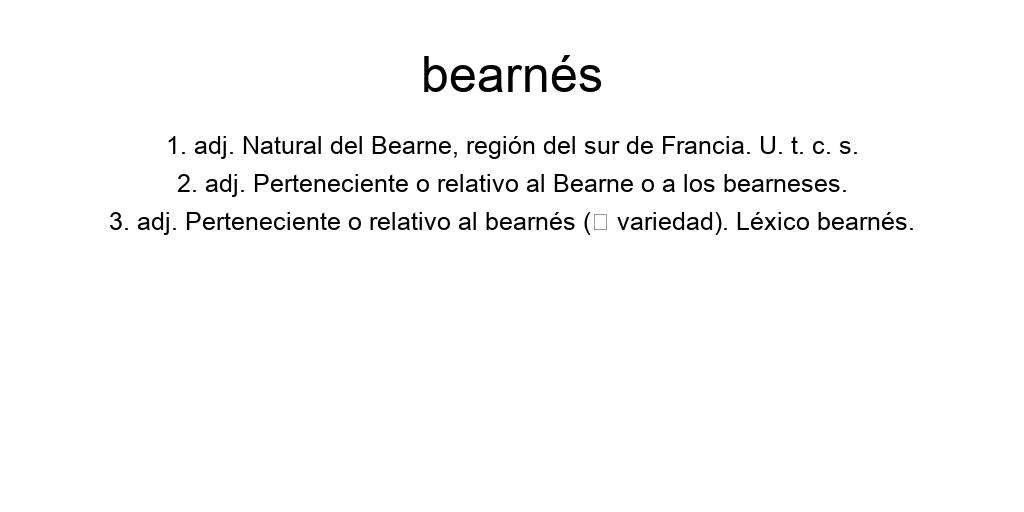 bearnés
1. adj. Natural del Bearne, región del sur de Francia. U. t. c. s.
2. adj. Perteneciente o relativo al Bearne o a los bearneses.
3. adj. Perteneciente o relativo al bearnés (□ variedad). Léxico bearnés.